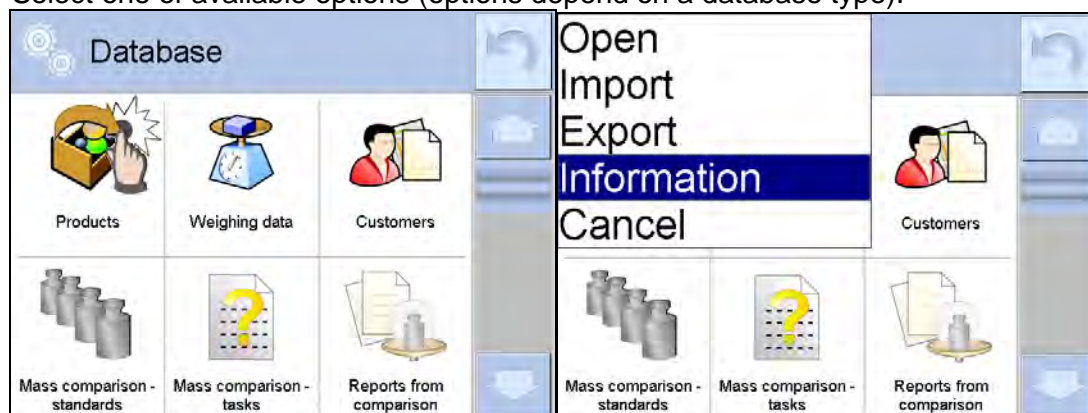 Select one of available options (options depend on a database type):
Database
Products
Weighing data
Customers
Mass comparison -
standards
Mass comparison -
tasks
Reports from
comparison
Open
Import
Export
Information
Cancel
Customers
Mass comparison -
standards
Mass comparison -
tasks
Reports from
comparison